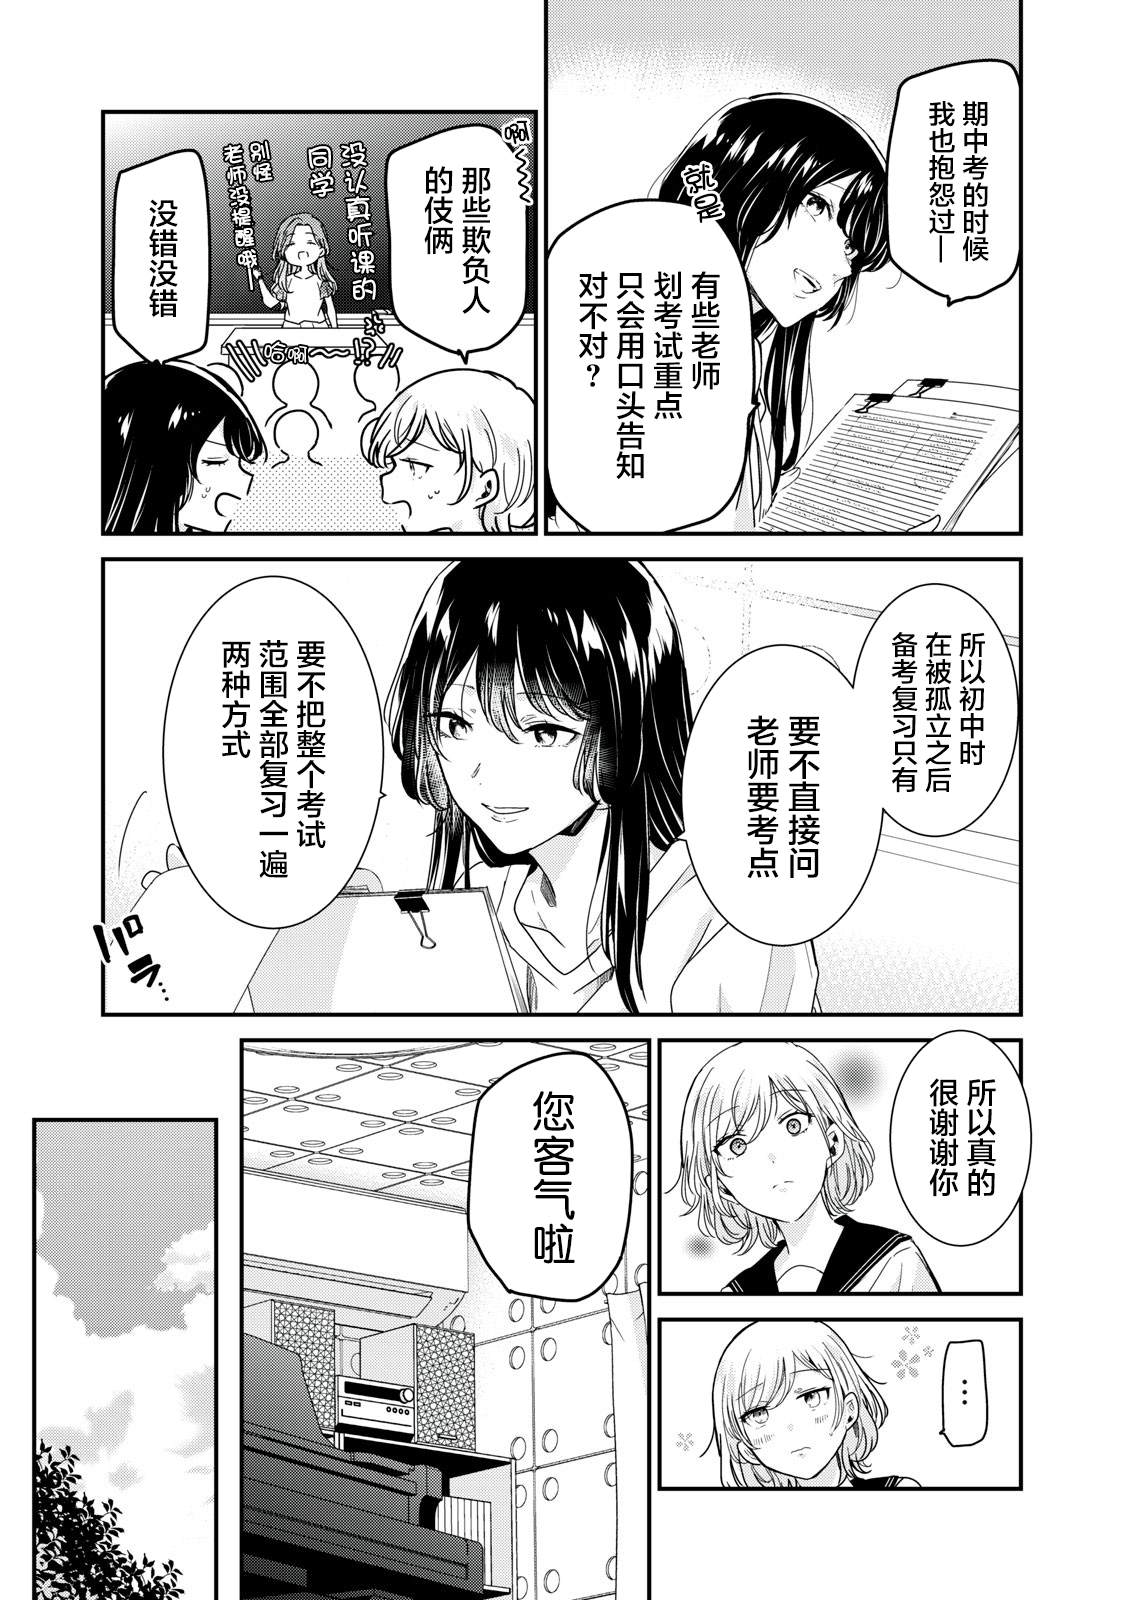 期中考的时候
我也抱怨过—
就是
有些老师
划考试重点
只会用口头告知
对不对?
啊
那些欺负人
的伎俩
没认真听课的
同学
别怪
老师没提醒哦—
哈啊～—!?
没错没错
所以初中时
在被孤立之后
备考复习只有
要不直接问
老师要考点
要不把整个考试
范围全部复习一遍
两种方式
パラ…
所以真的
很谢谢你
…
您客气啦